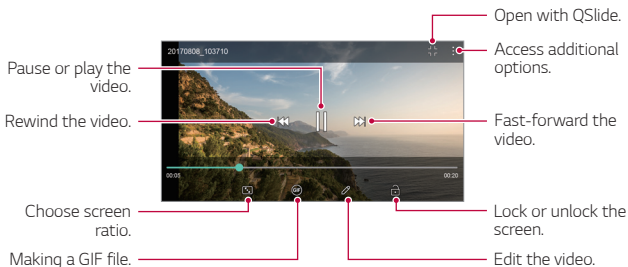 Open with QSlide.
20170808_103710
Access additional
options.
Pause or play the
video.
Rewind the video.
Fast-forward the
video.
00:05
00:20
GIF
Choose screen
ratio.
Lock or unlock the
screen.
Making a GIF file.
Edit the video.